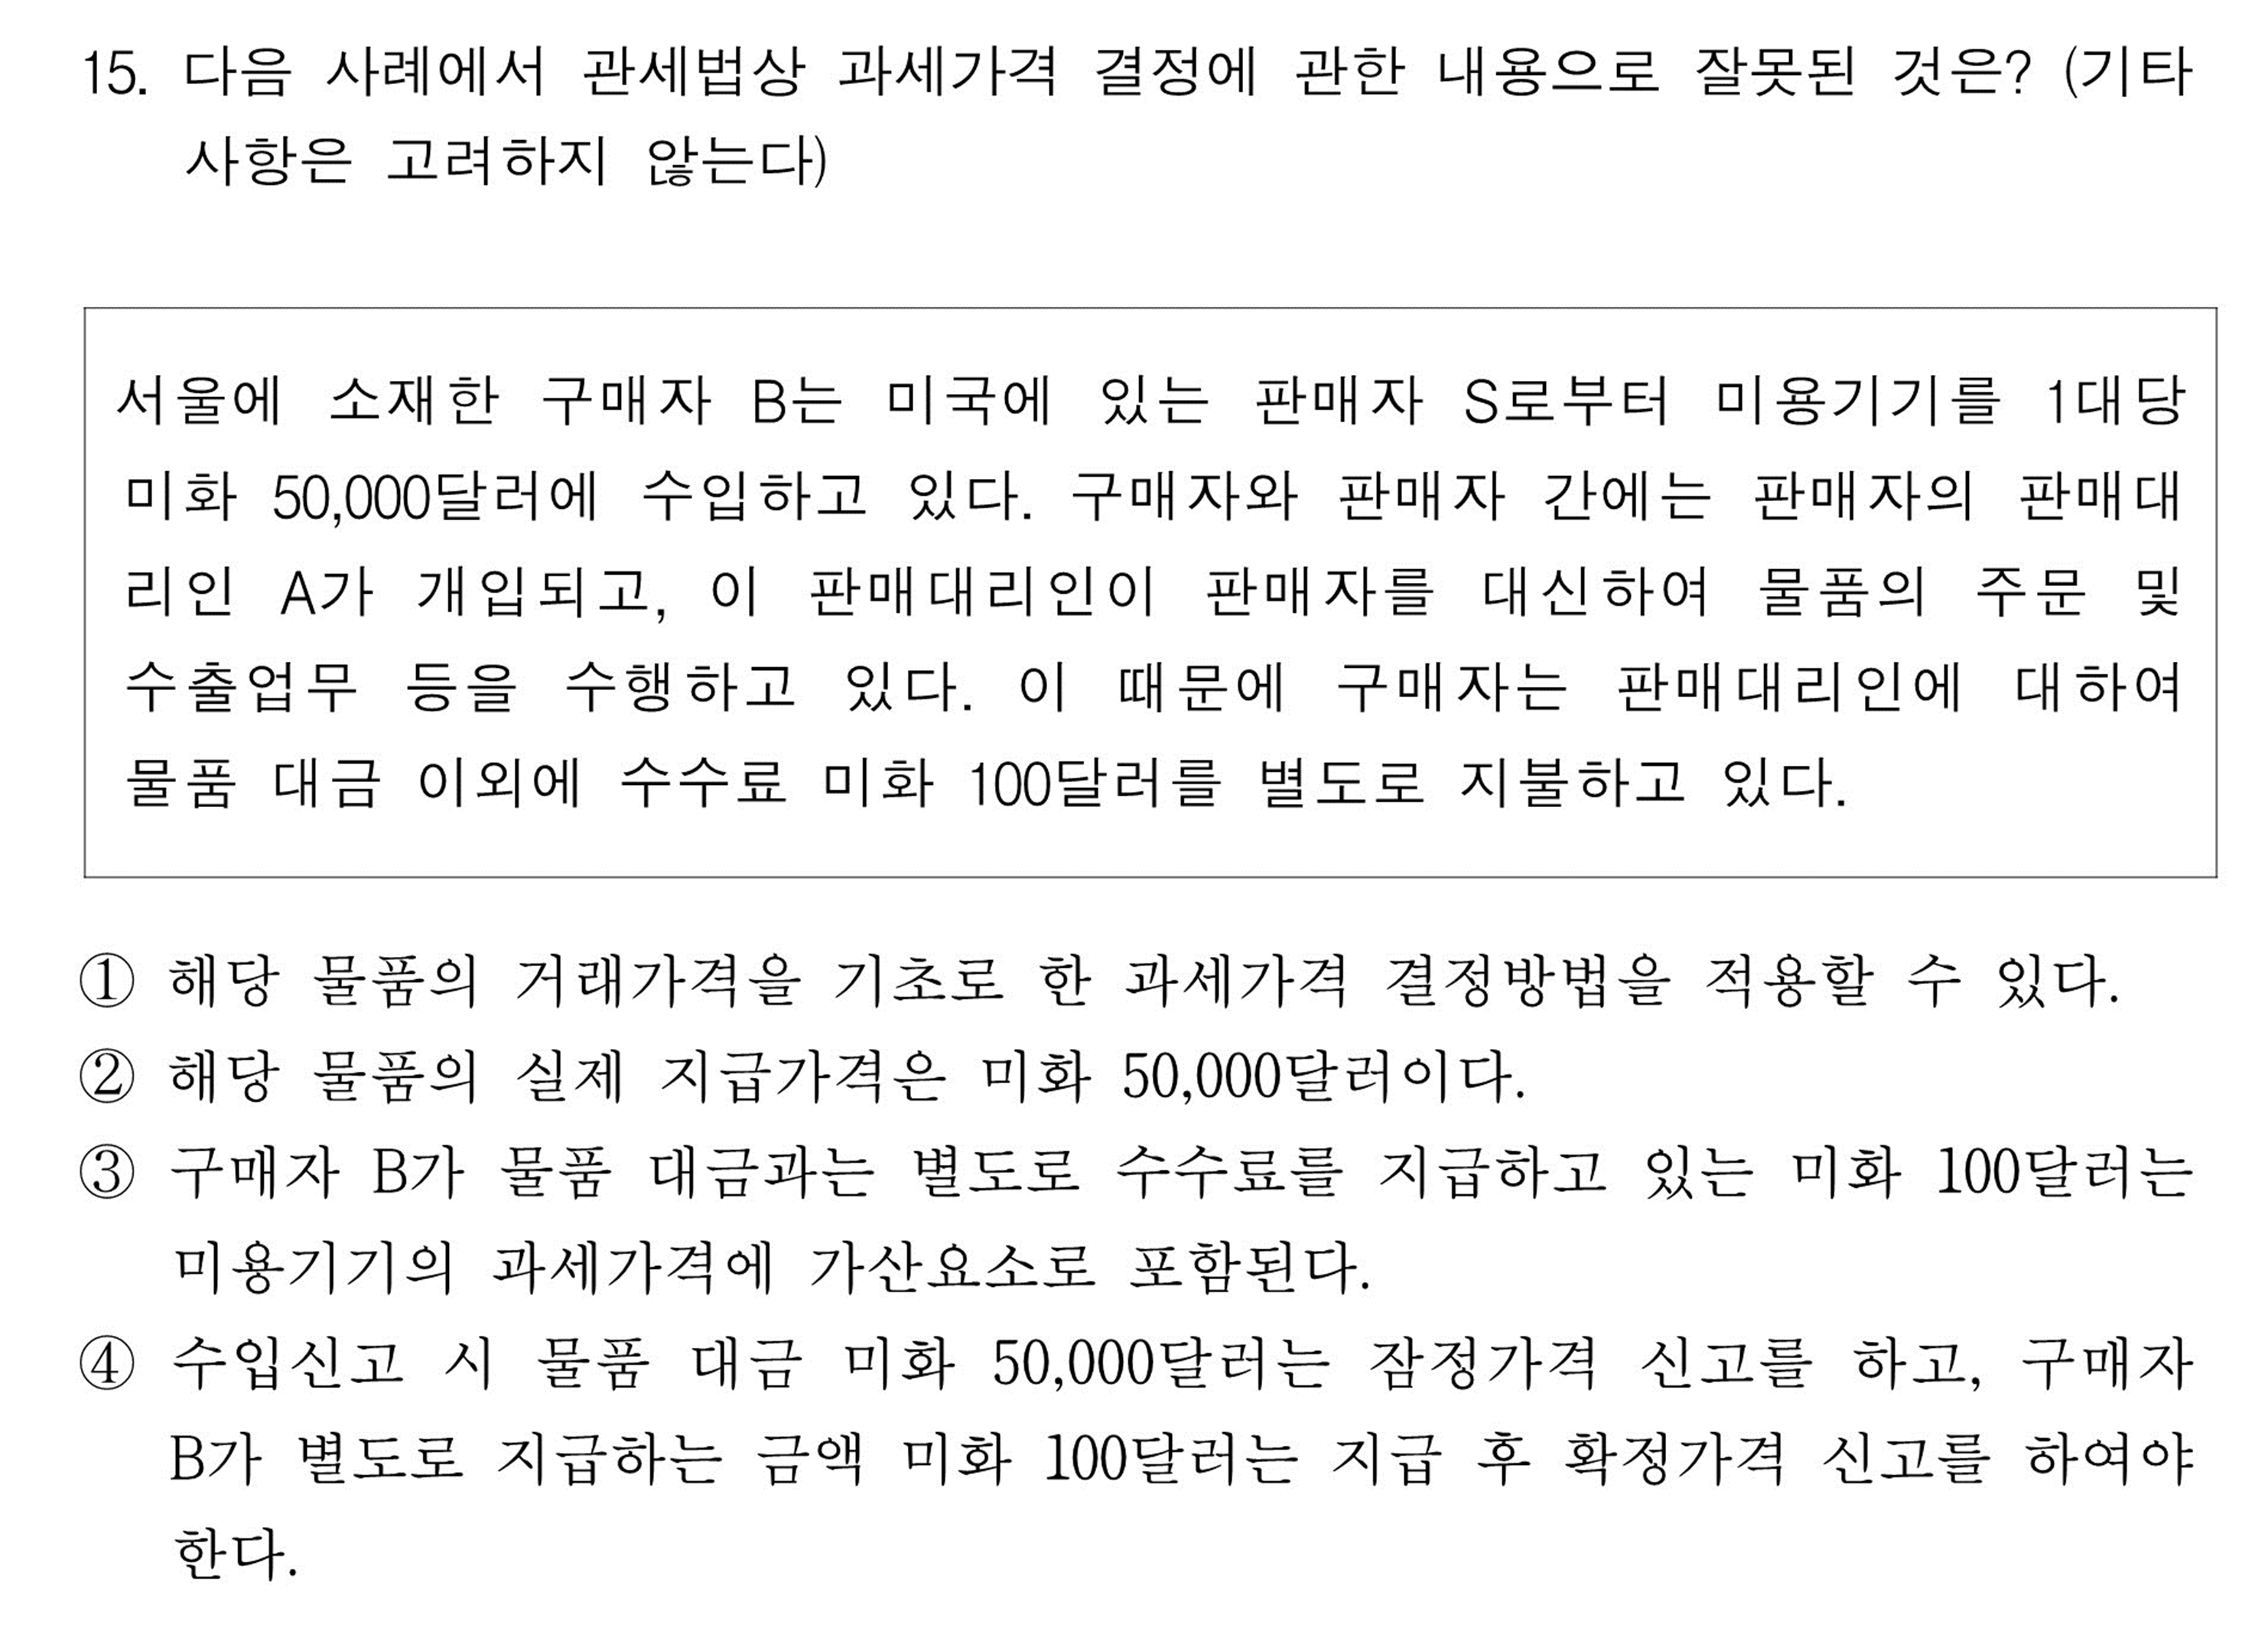 15. 다음 사례에서 관세법상 과세가격 결정에 관한 내용으로 잘못된 것은? (기타
사항은 고려하지 않는다)
서울에 소재한 구매자 B는 미국에 있는 판매자 S로부터 미용기기를 1대당
미화 50,000달러에 수입하고 있다. 구매자와 판매자 간에는 판매자의 판매대
리인 A가 개입되고, 이 판매대리인이 판매자를 대신하여 물품의 주문 및
수출업무 등을 수행하고 있다. 이 때문에 구매자는 판매대리인에 대하여
물품 대금 이외에 수수료 미화 100달러를 별도로 지불하고 있다.
① 해당 물품의 거래가격을 기초로 한 과세가격 결정방법을 적용할 수 있다.
② 해당 물품의 실제 지급가격은 미화 50,000달러이다.
③ 구매자 B가 물품 대금과는 별도로 수수료를 지급하고 있는 미화 100달러는
미용기기의 과세가격에 가산요소로 포함된다.
④ 수입신고 시 물품 대금 미화 50,000달러는 잠정가격 신고를 하고, 구매자
B가 별도로 지급하는 금액 미화 100달러는 지급 후 확정가격 신고를 하여야
한다.